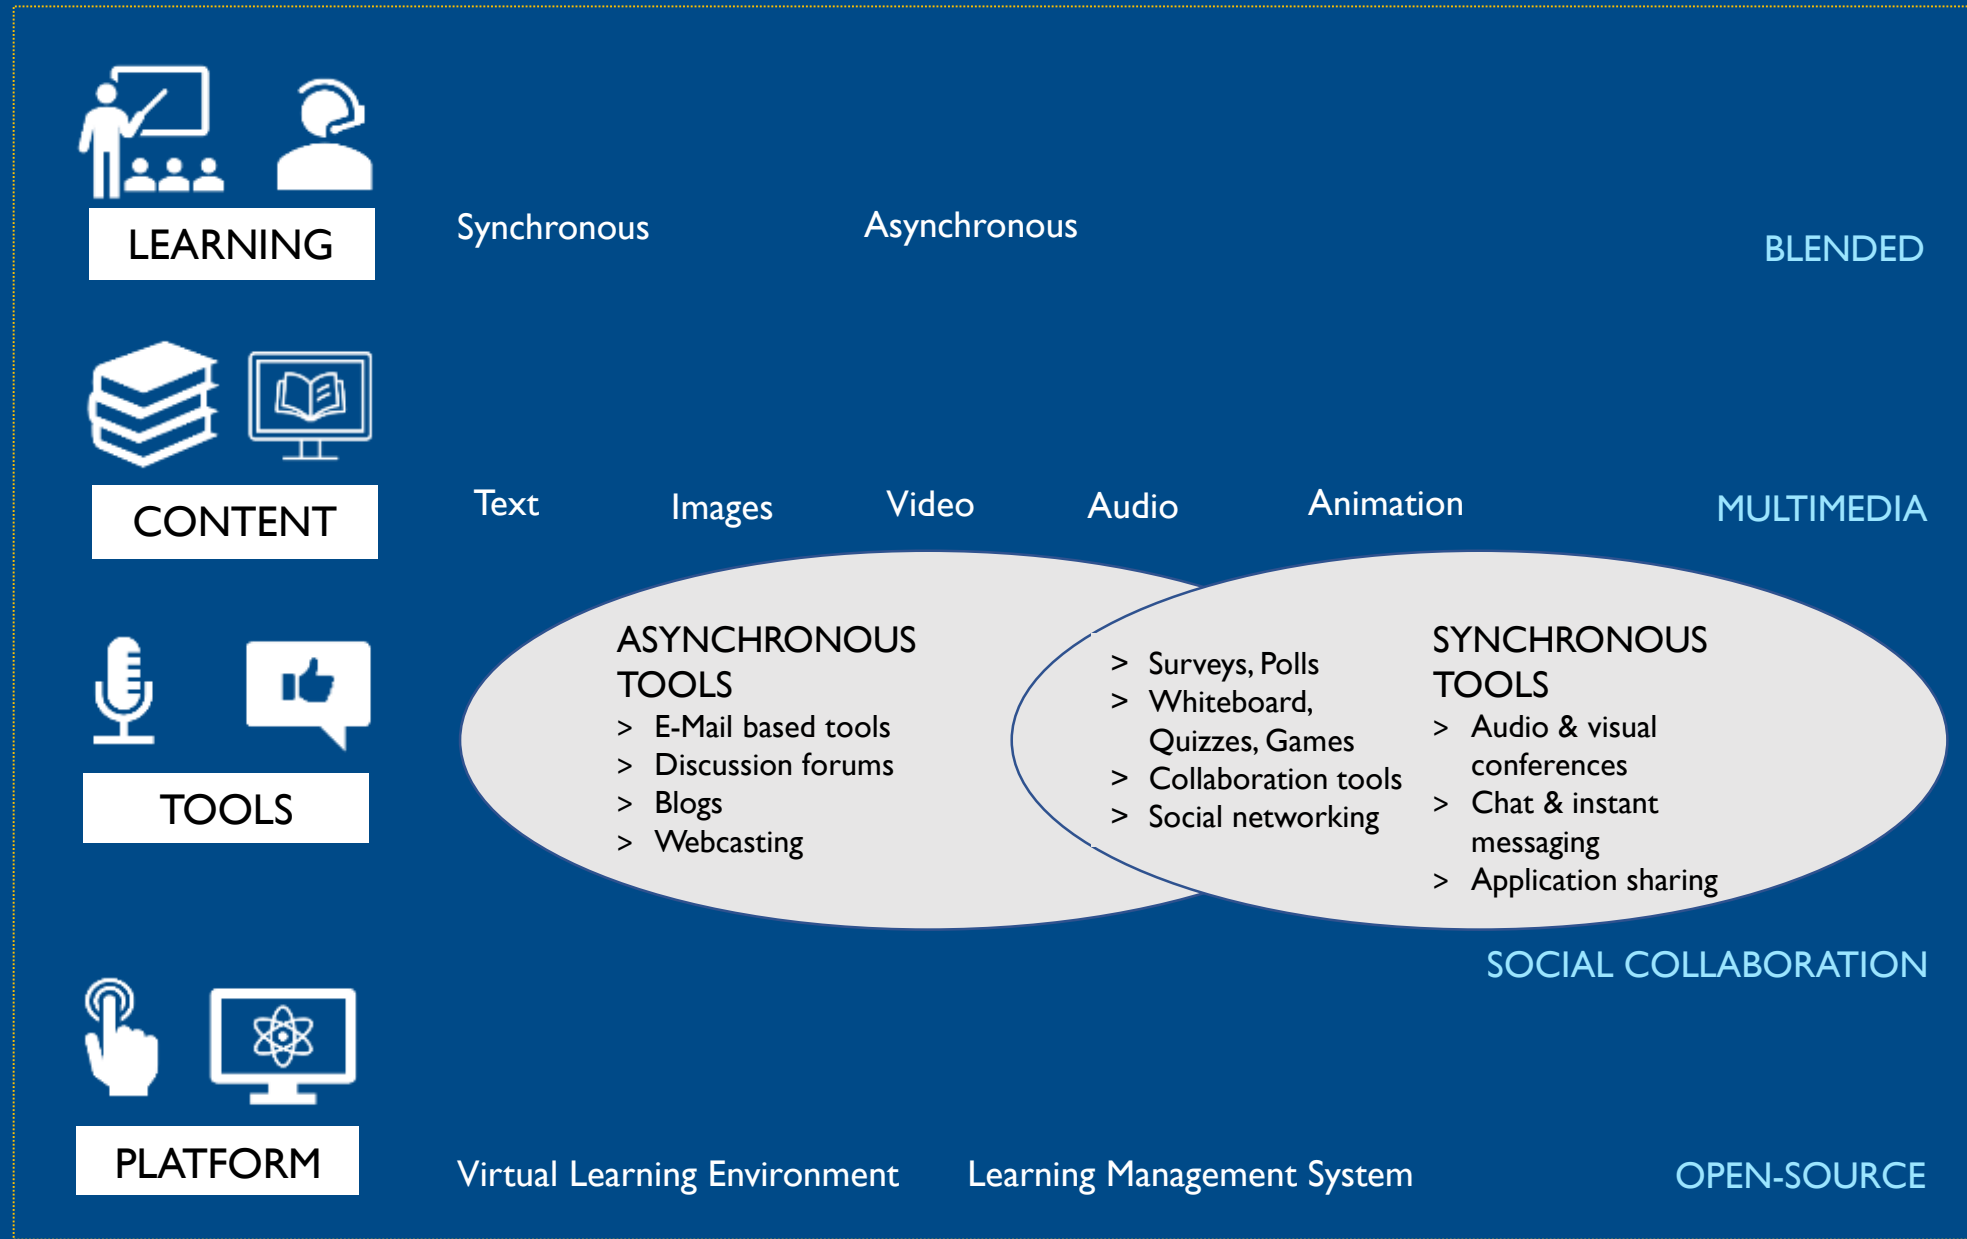 LEARNING
Synchronous
Asynchronous
BLENDED
CONTENT
Text
Images
Video
Audio
Animation
MULTIMEDIA
TOOLS
ASYNCHRONOUS
TOOLS
> E-Mail based tools
> Discussion forums
> Blogs
> Webcasting
> Surveys, Polls
> Whiteboard,
Quizzes, Games
> Collaboration tools
> Social networking
SYNCHRONOUS
TOOLS
> Audio & visual
conferences
> Chat & instant
messaging
> Application sharing
SOCIAL COLLABORATION
PLATFORM
Virtual Learning Environment
Learning Management System
OPEN-SOURCE